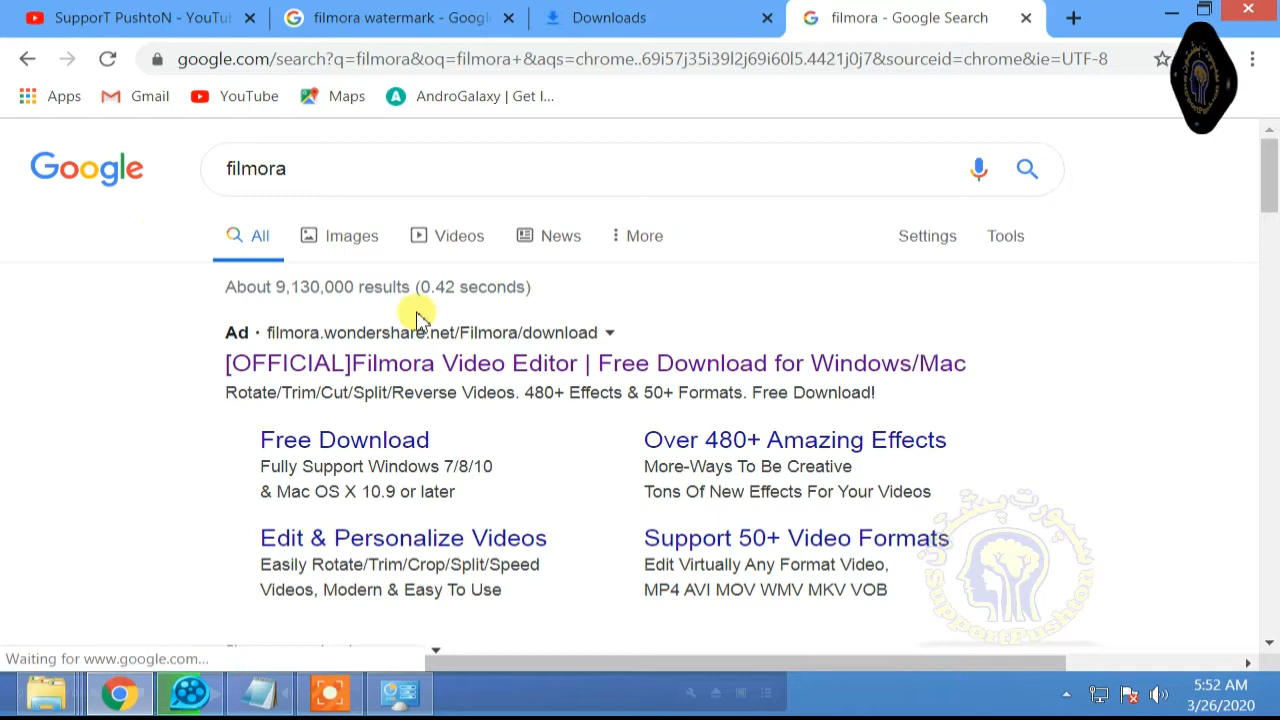 SupporT PushtoN - YouTu
filmora watermark - Googl
Downloads
filmora - Google Search
google.com/search?q=filmora&oq=filmora+&aqs=chrome..69i57j35i39l2j69i60l5.4421j0j7&sourceid=chrome&ie=UTF-8
Apps
Gmail
YouTube
Maps
AndroGalaxy | Get I...
Google
filmora
All
Images
Videos
News
More
Settings
Tools
About 9,130,000 results (0.42 seconds)
Ad · filmora.wondershare.net/Filmora/download
[OFFICIAL]Filmora Video Editor | Free Download for Windows/Mac
Rotate/Trim/Cut/Split/Reverse Videos. 480+ Effects & 50+ Formats. Free Download!
Free Download
Fully Support Windows 7/8/10
& Mac OS X 10.9 or later
Over 480+ Amazing Effects
More-Ways To Be Creative
Tons Of New Effects For Your Videos
Edit & Personalize Videos
Easily Rotate/Trim/Crop/Split/Speed
Videos, Modern & Easy To Use
Support 50+ Video Formats
Edit Virtually Any Format Video,
MP4 AVI MOV WMV MKV VOB
SupportPushton
Waiting for www.google.com...
5:52 AM
3/26/2020